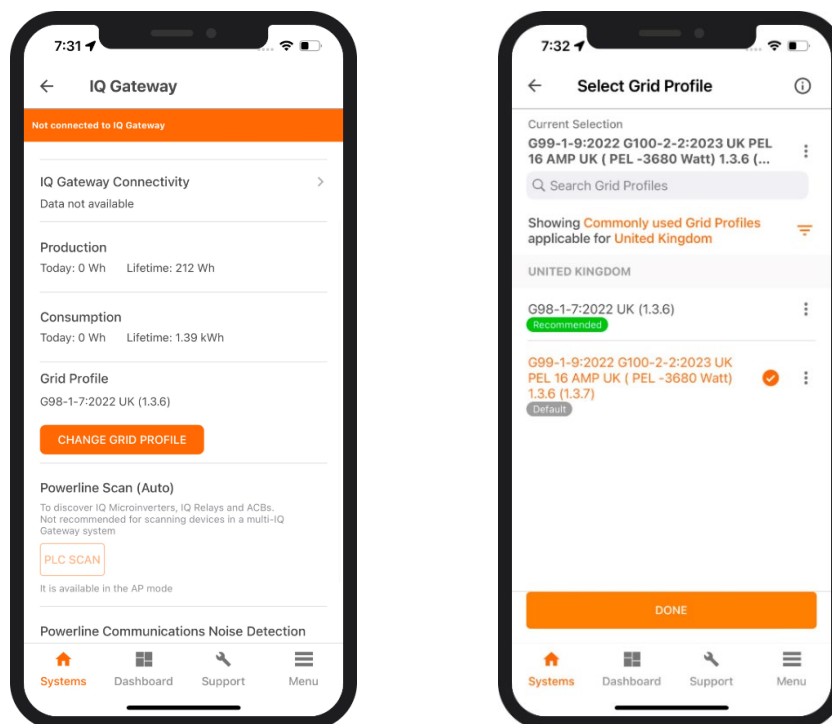 7:31
IQ Gateway
Not connected to IQ Gateway
IQ Gateway Connectivity
Data not available
Production
Today: 0 Wh Lifetime: 212 Wh
Consumption
Today: 0 Wh Lifetime: 1.39 kWh
Grid Profile
G98-1-7:2022 UK (1.3.6)
CHANGE GRID PROFILE
Powerline Scan (Auto)
To discover IQ Microinverters, IQ Relays and ACBs.
Not recommended for scanning devices in a multi-IQ
Gateway system
PLC SCAN
It is available in the AP mode
Powerline Communications Noise Detection
Systems Dashboard Support Menu
7:32
Select Grid Profile
Current Selection
G99-1-9:2022 G100-2-2:2023 UK PEL
16 AMP UK ( PEL -3680 Watt) 1.3.6 (...
Search Grid Profiles
Showing Commonly used Grid Profiles
applicable for United Kingdom
UNITED KINGDOM
G98-1-7:2022 UK (1.3.6)
Recommended
G99-1-9:2022 G100-2-2:2023 UK
PEL 16 AMP UK ( PEL -3680 Watt)
1.3.6 (1.3.7)
Default
DONE
Systems Dashboard Support Menu